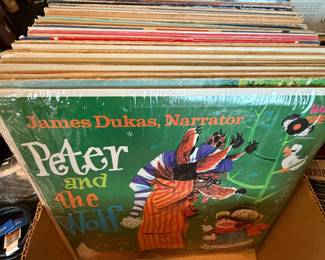 James Dukas, Narrator
Peter
and
the
Wolf